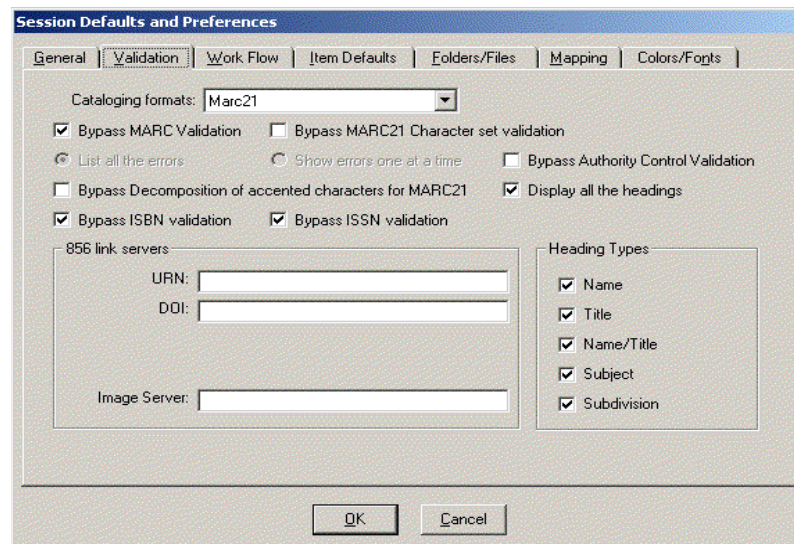 Session Defaults and Preferences
General Validation Work Flow Item Defaults Folders/Files Mapping Colors/Fonts
Cataloging formats: Marc21
Bypass MARC Validation Bypass MARC21 Character set validation
List all the errors Show errors one at a time Bypass Authority Control Validation
Bypass Decomposition of accented characters for MARC21 Display all the headings
Bypass ISBN validation Bypass ISSN validation
856 link servers Heading Types
URN: Name
DOI: Title
Name/Title
Subject
Image Server: Subdivision
OK Cancel